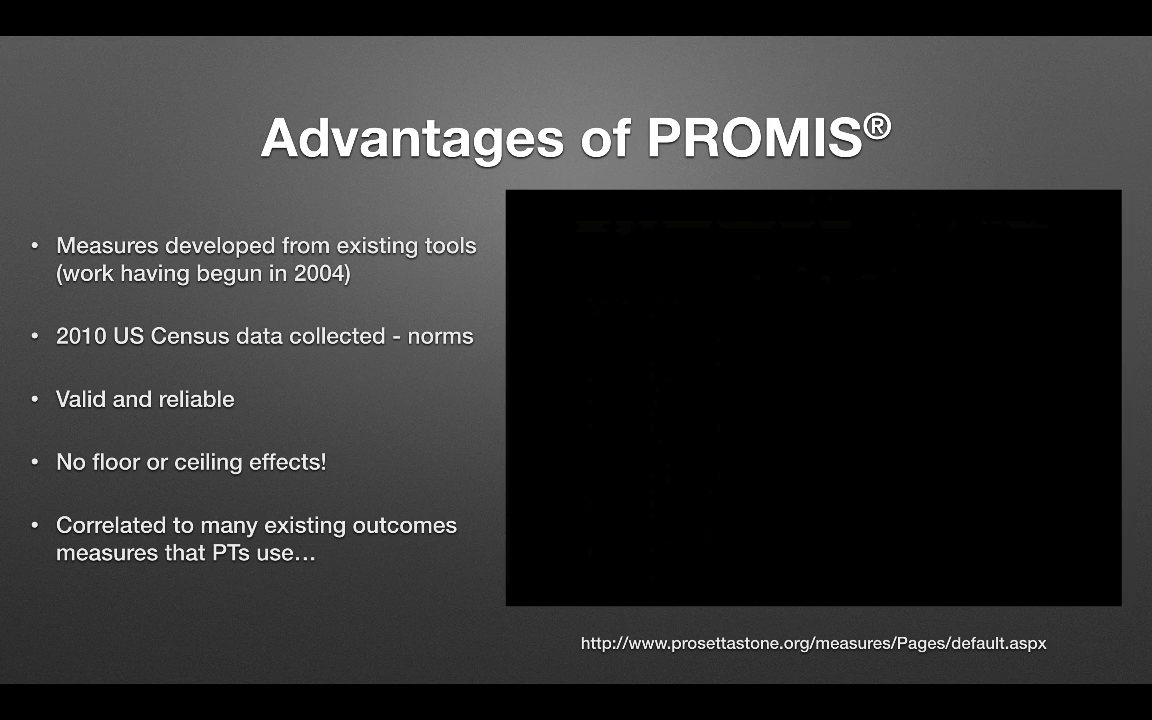 Advantages of PROMIS®
• Measures developed from existing tools
(work having begun in 2004)
• 2010 US Census data collected - norms
• Valid and reliable
• No floor or ceiling effects!
• Correlated to many existing outcomes
measures that PTs use…
http://www.prosettastone.org/measures/Pages/default.aspx